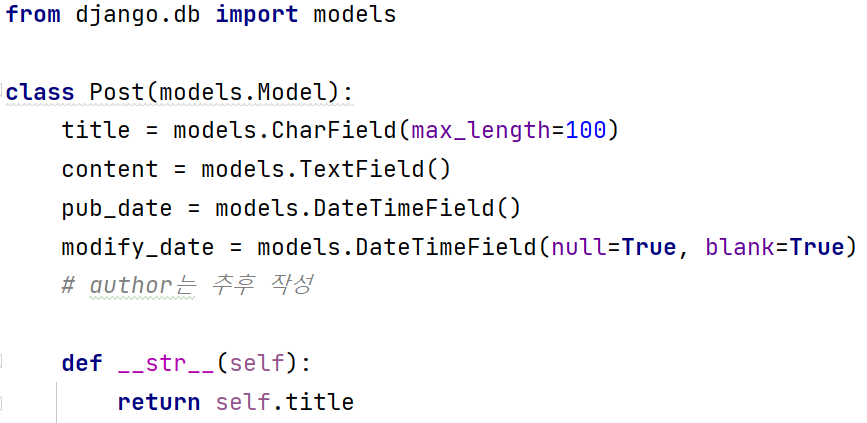 from django.db import models
class Post(models.Model):
    title = models.CharField(max_length=100)
    content = models.TextField()
    pub_date = models.DateTimeField()
    modify_date = models.DateTimeField(null=True, blank=True)
    # author는 추후 작성
    def __str__(self):
        return self.title